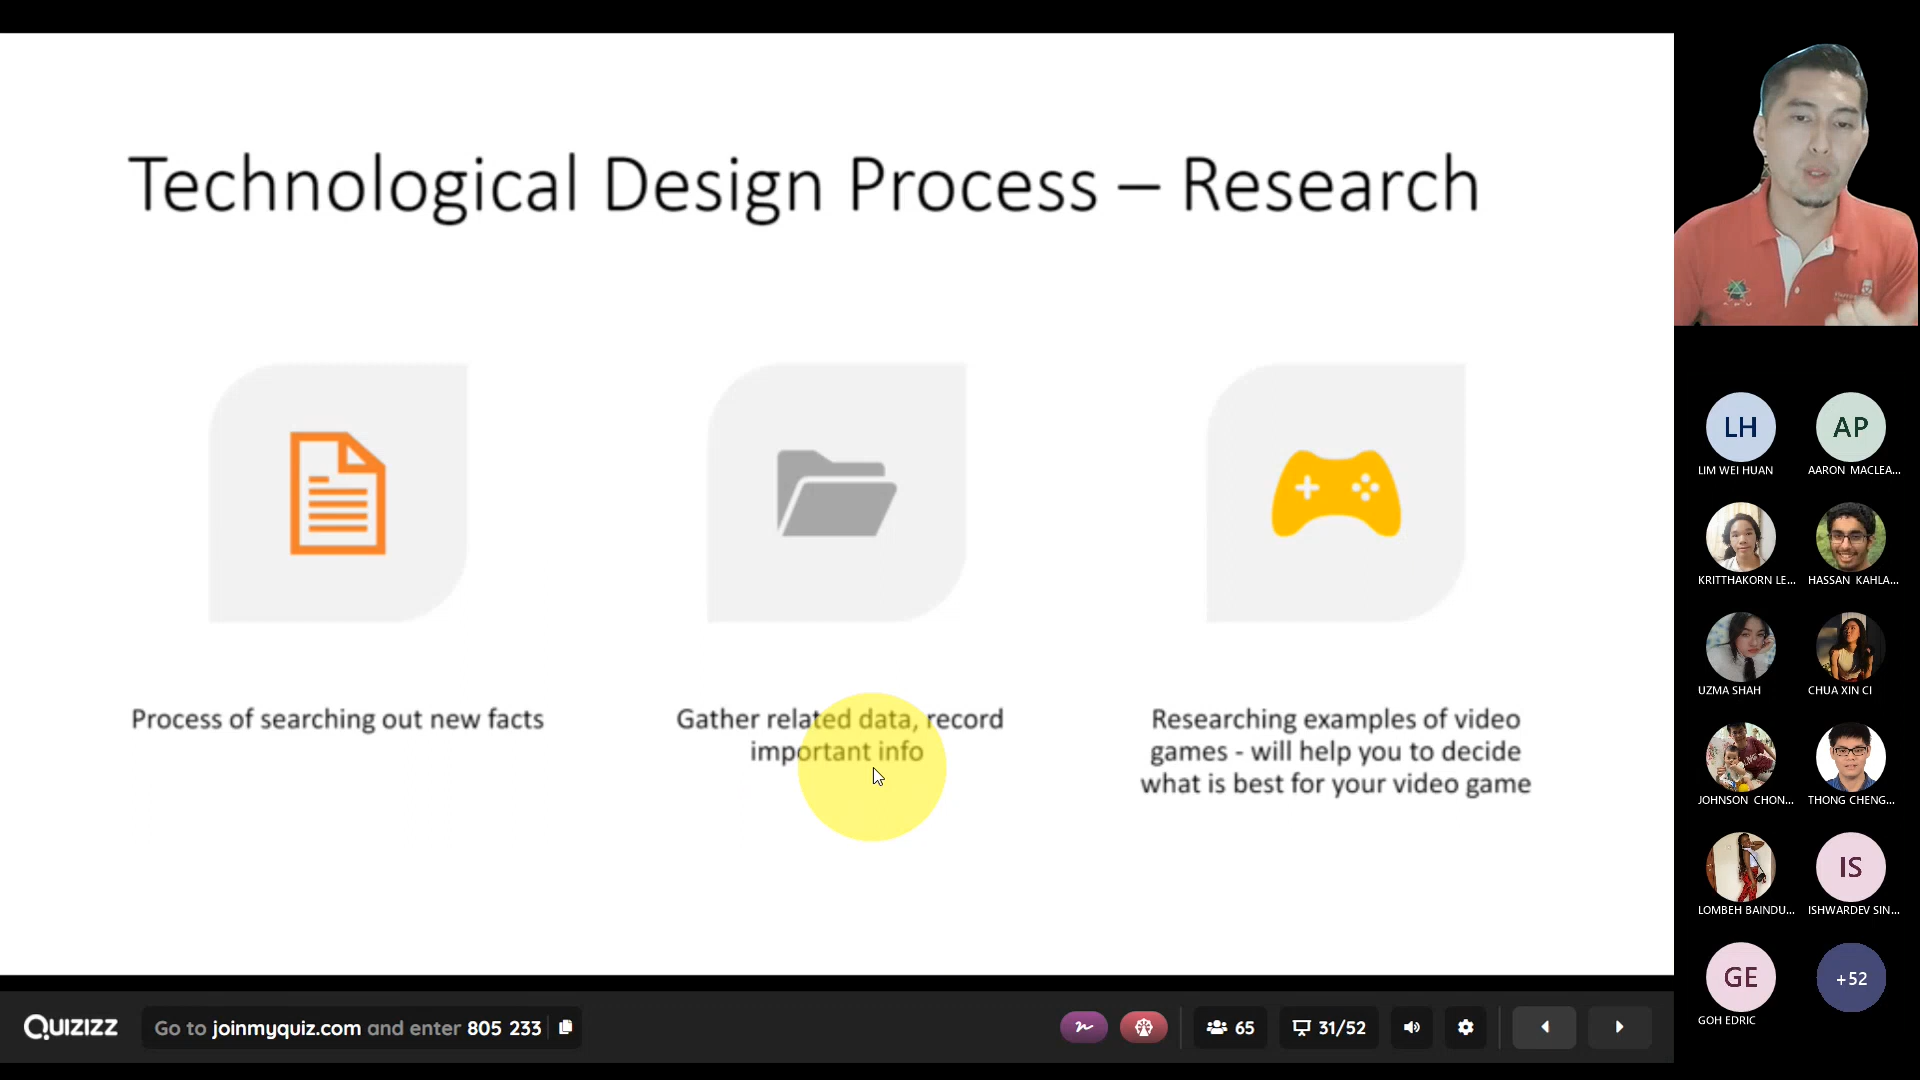 Technological Design Process – Research
Process of searching out new facts
Gather related data, record
important info
Researching examples of video
games - will help you to decide
what is best for your video game
LH
AP
LIM WEI HUAN
AARON MACLEA...
KRITTHAKORN LE...
HASSAN KAHLA...
UZMA SHAH
CHUA XIN CI
JOHNSON CHON...
THONG CHENG...
IS
LOMBEH BAINDU...
ISHWARDEV SIN...
GE
+52
GOH EDRIC
QUIZIZZ
Go to joinmyquiz.com and enter 805 233
65
31/52